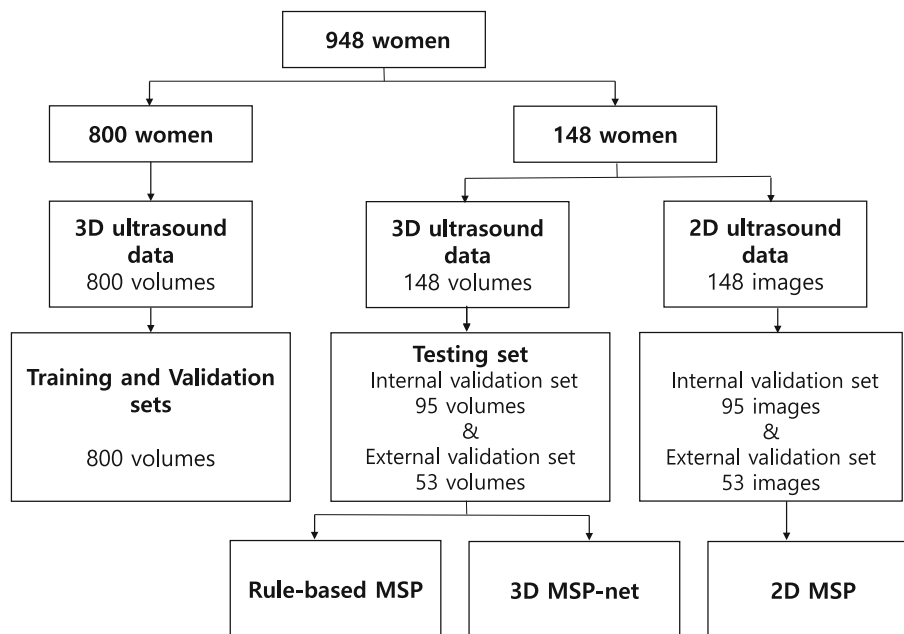 948 women
800 women
148 women
3D ultrasound
data
800 volumes
3D ultrasound
data
148 volumes
2D ultrasound
data
148 images
Training and Validation
sets
800 volumes
Testing set
Internal validation set
95 volumes
&
External validation set
53 volumes
Internal validation set
95 images
&
External validation set
53 images
Rule-based MSP
3D MSP-net
2D MSP